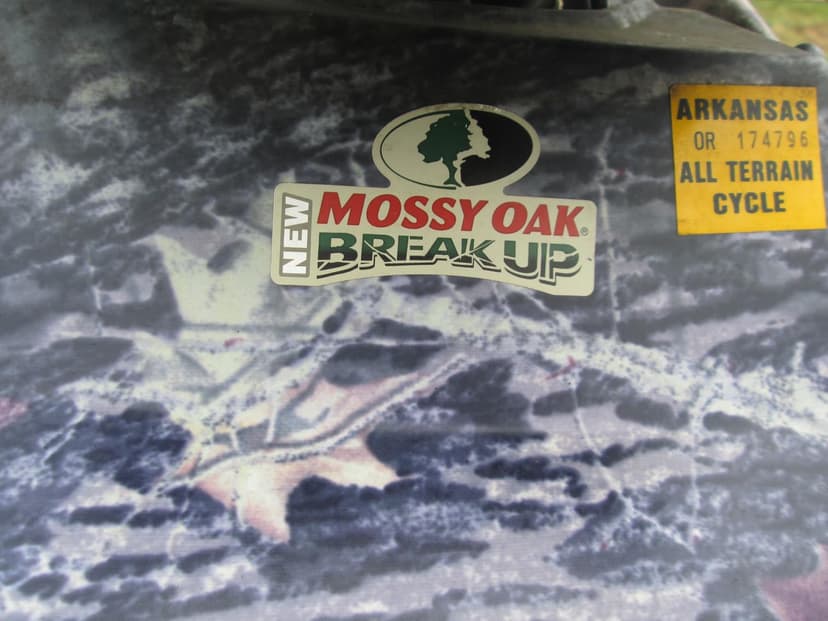 NEW
MOSSY OAK®
BREAK UP
ARKANSAS
OR 174796
ALL TERRAIN
CYCLE